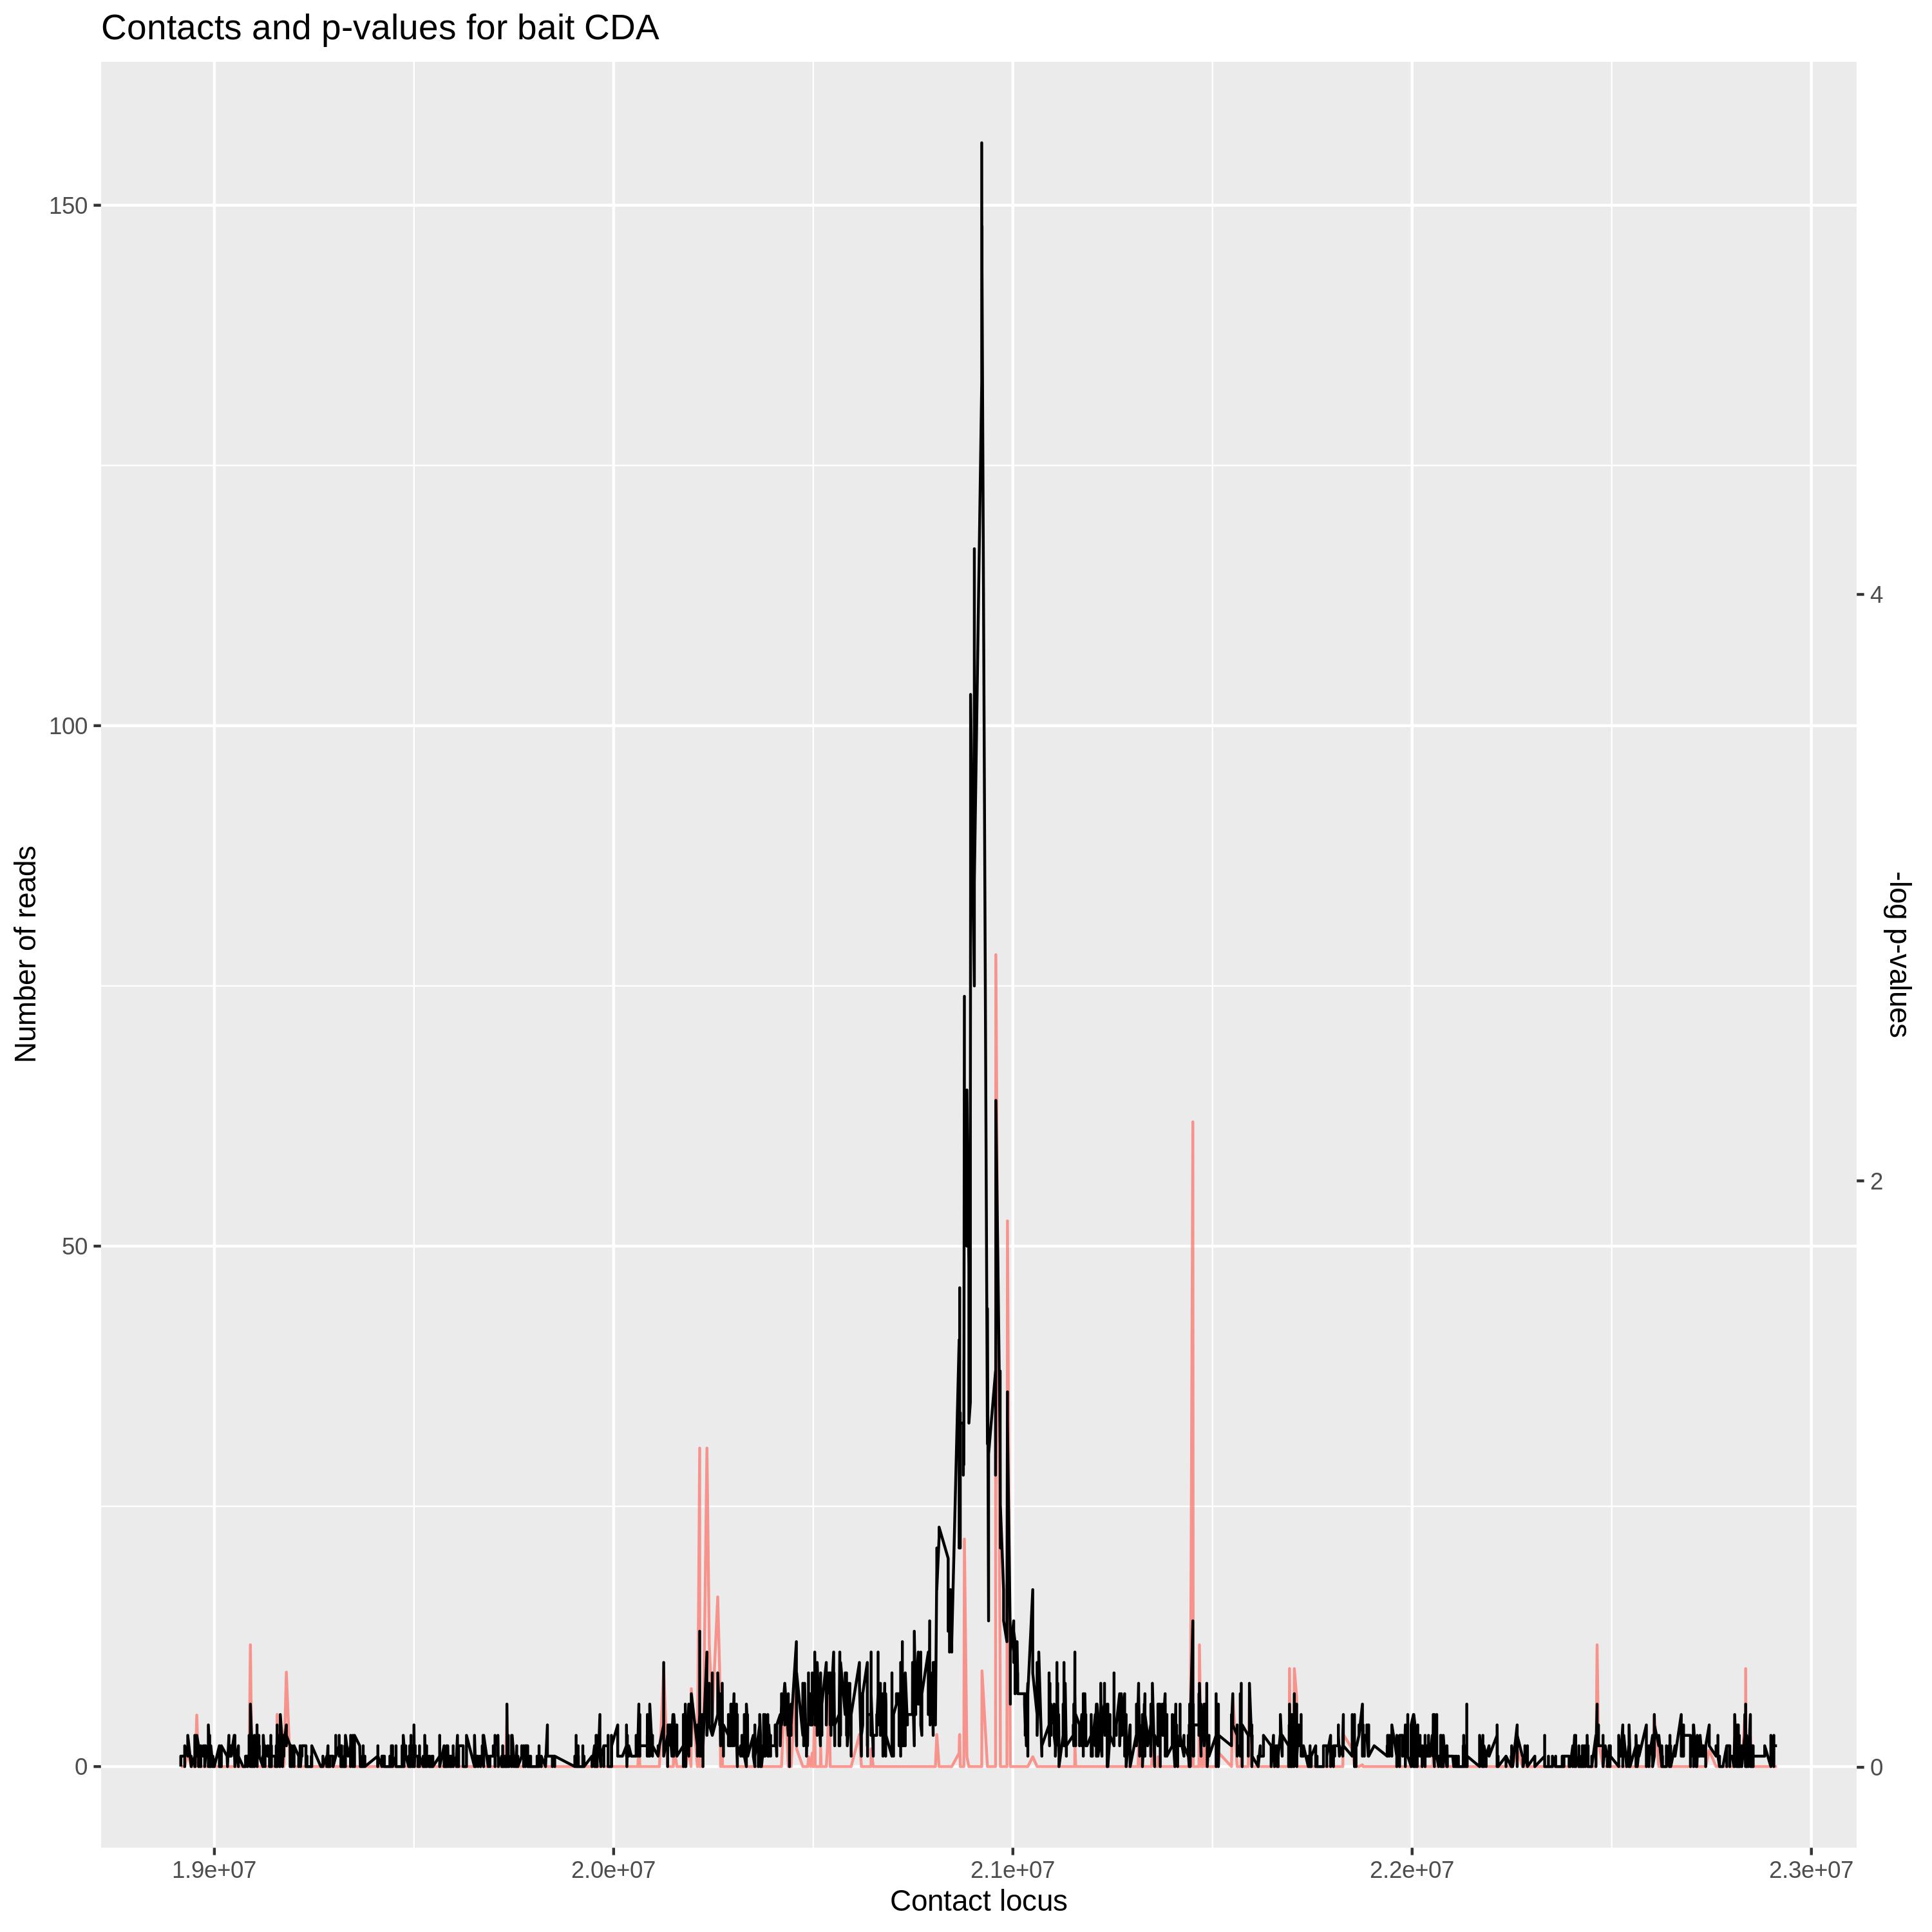 Contacts and p-values for bait CDA
150
100
50
0
Number of reads
4
2
0
-log p-values
1.9e+07
2.0e+07
2.1e+07
2.2e+07
2.3e+07
Contact locus